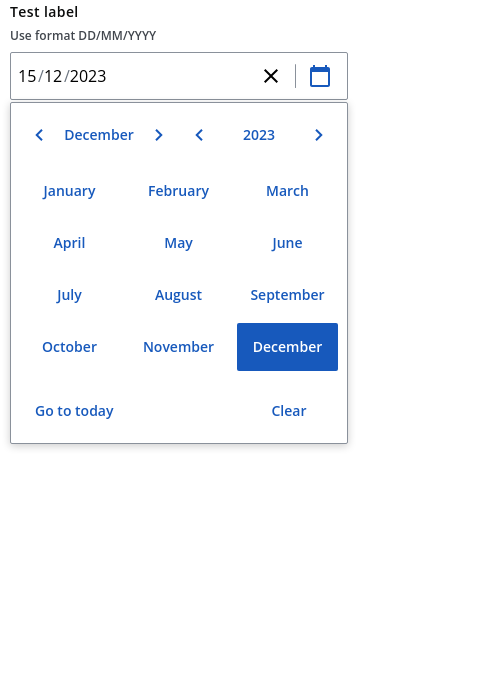 Test label
Use format DD/MM/YYYY
15/12/2023
December 2023
January February March
April May June
July August September
October November December
Go to today Clear